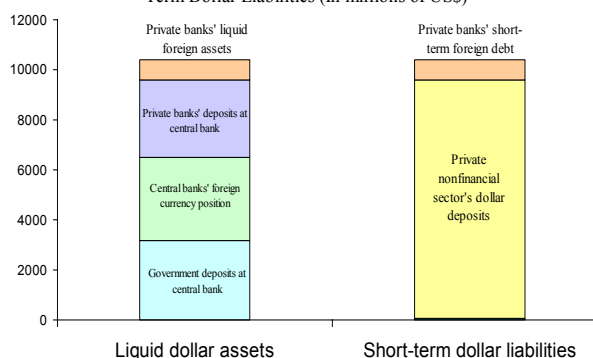 Term Dollar Liabilities (in millions of US$)
12000
10000
8000
6000
4000
2000
0
Private banks' liquid
foreign assets
Private banks' deposits at
central bank
Central banks' foreign
currency position
Government deposits at
central bank
Private banks' short-
term foreign debt
Private
nonfinancial
sector's dollar
deposits
Liquid dollar assets
Short-term dollar liabilities